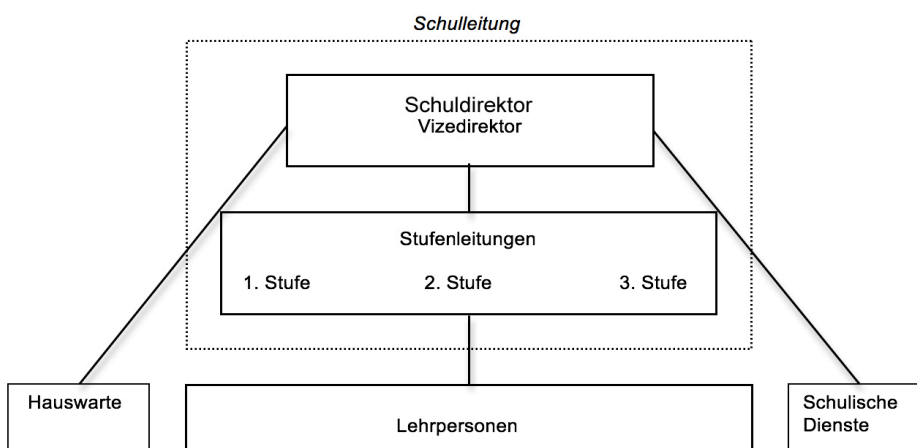 Schulleitung
Schuldirektor
Vizedirektor
Stufenleitungen
1. Stufe 2. Stufe 3. Stufe
Hauswarte
Lehrpersonen
Schulische
Dienste